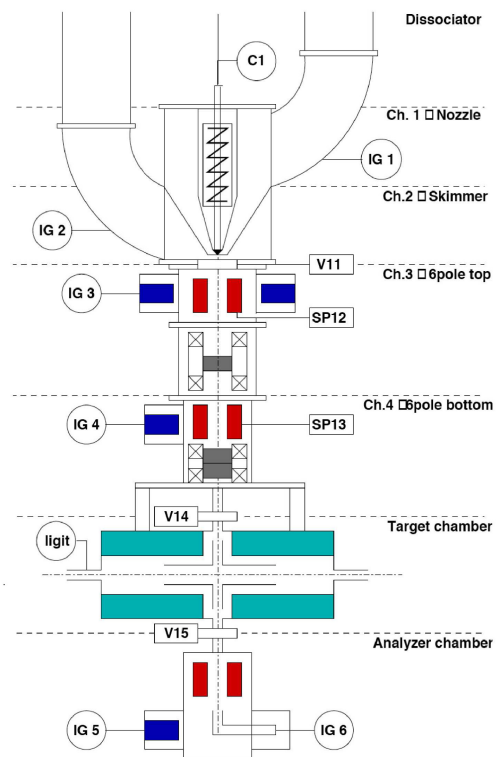 Dissociator
C1
Ch. 1 □ Nozzle
IG 1
Ch.2 □ Skimmer
IG 2
V11
Ch.3 □ 6pole top
IG 3
SP12
Ch.4 □6pole bottom
IG 4
SP13
V14
Target chamber
ligit
V15
Analyzer chamber
IG 5
IG 6